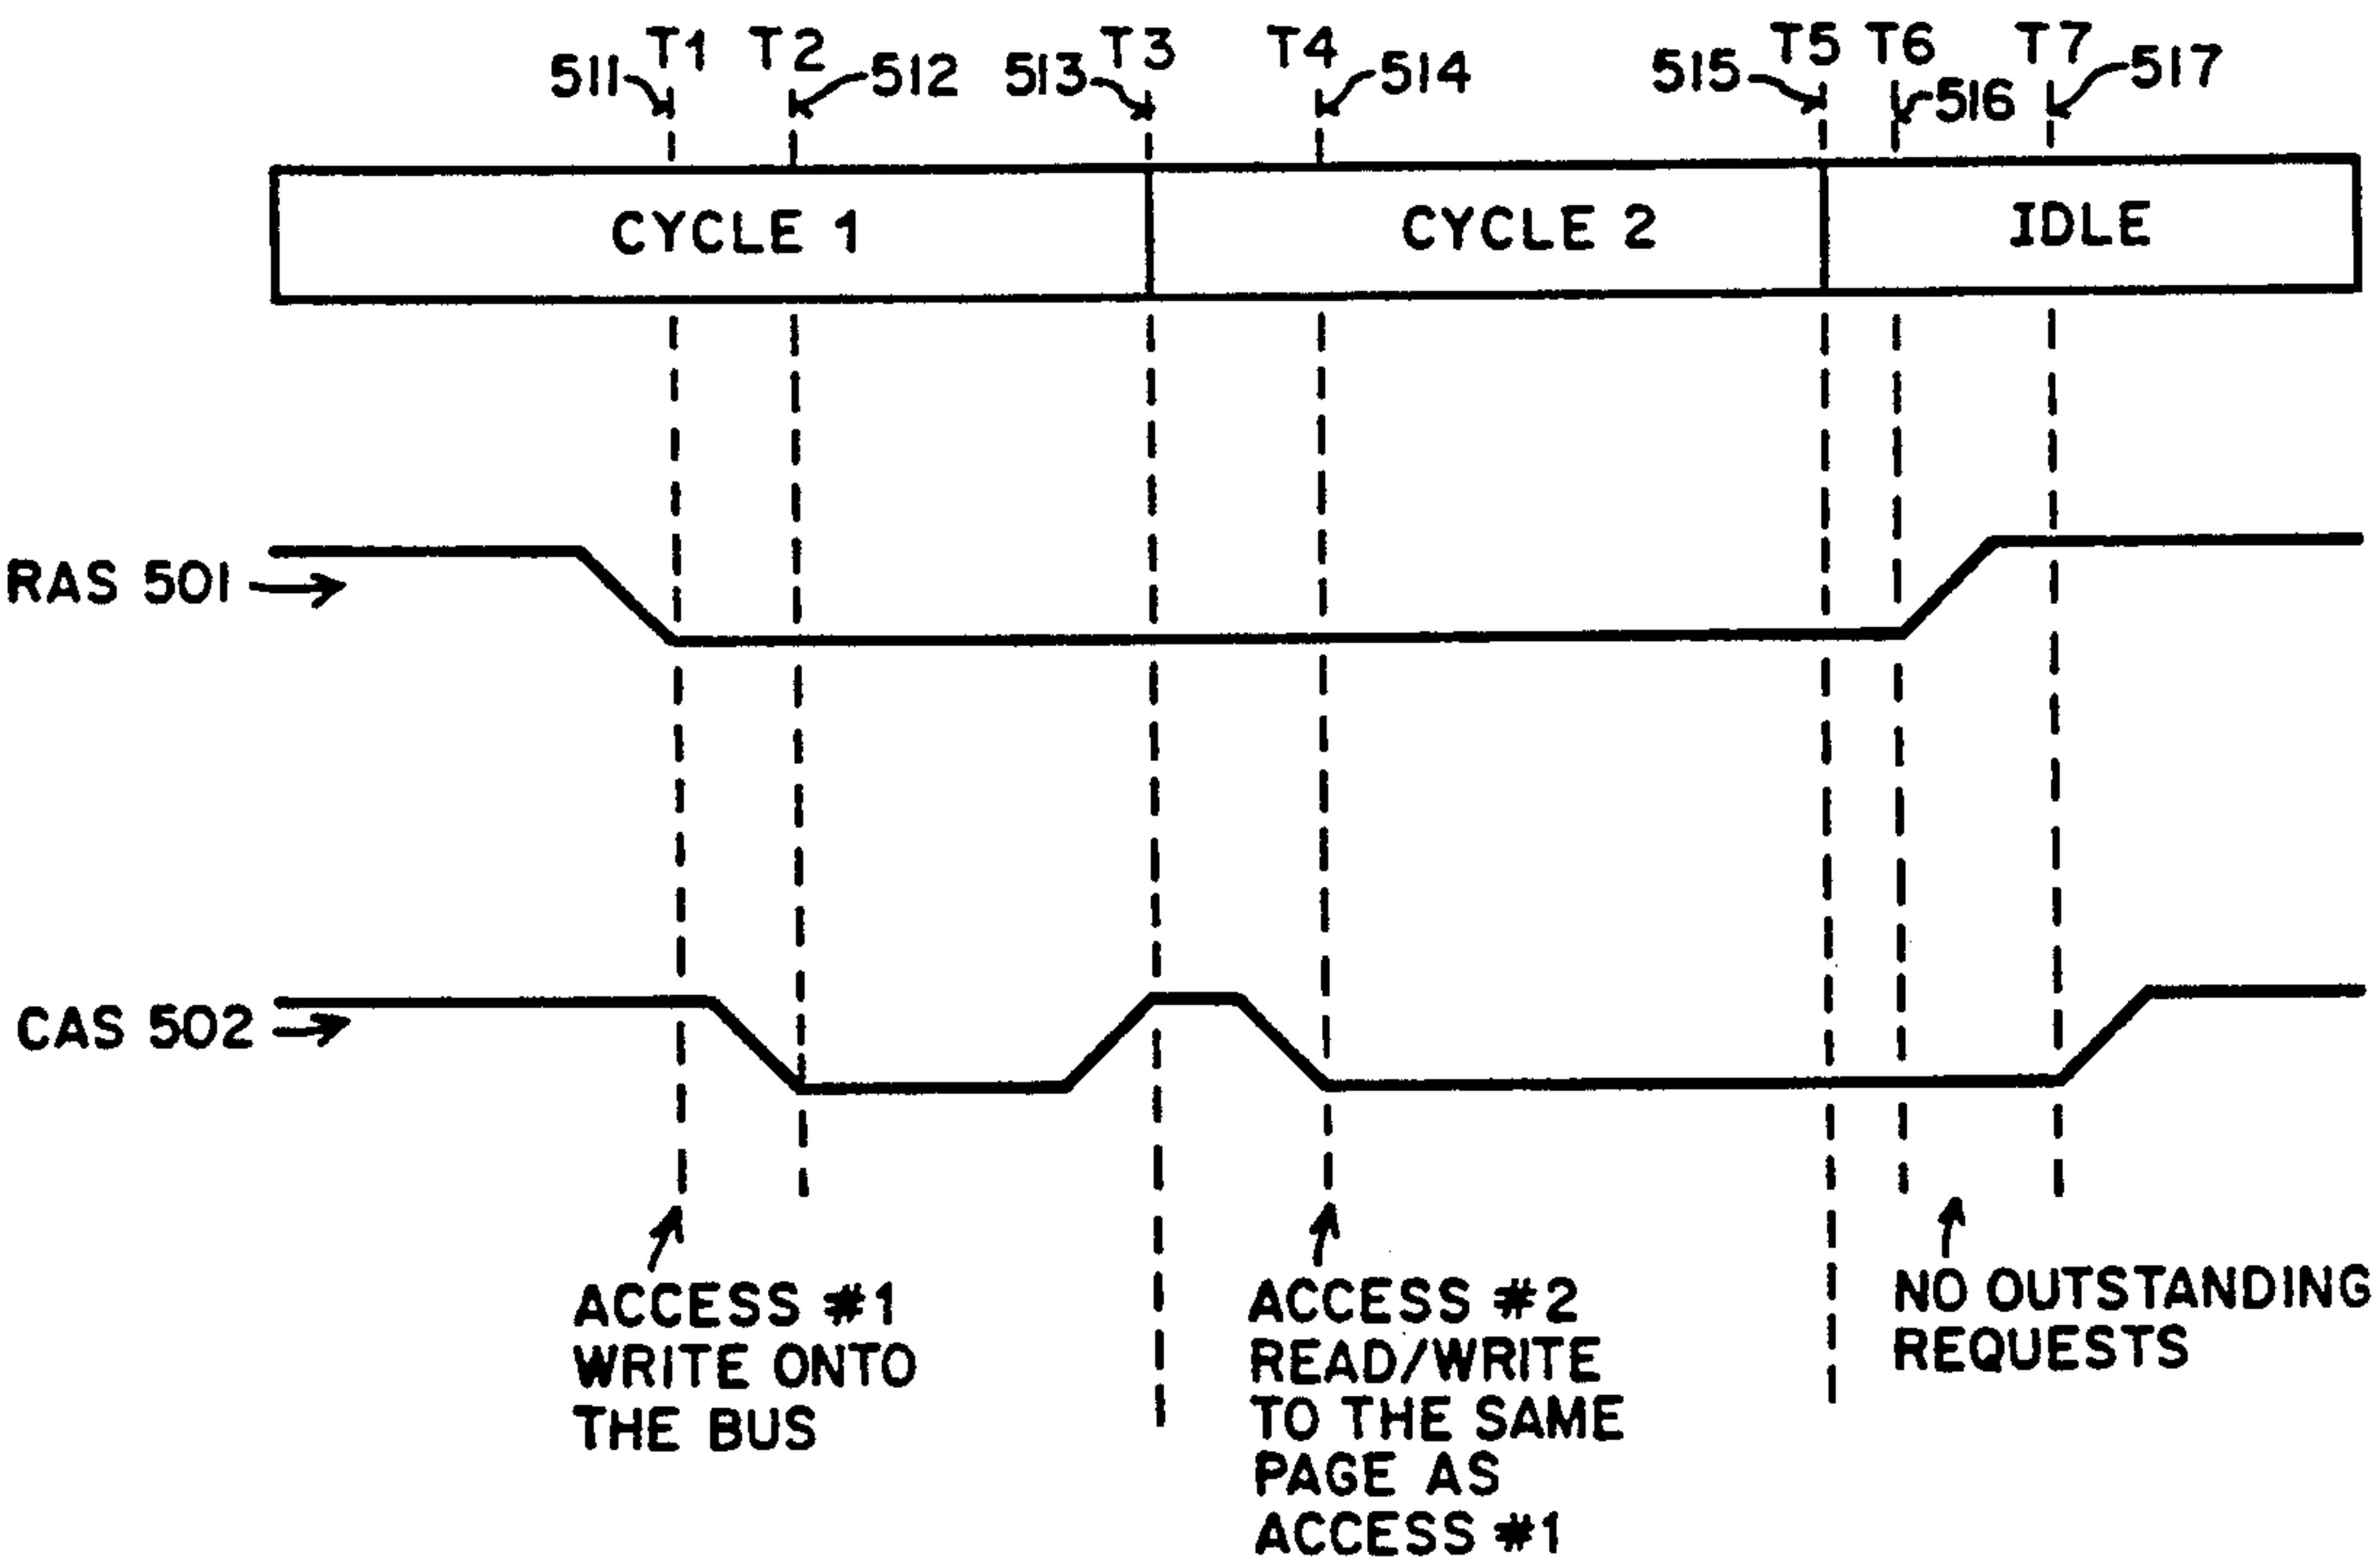 T1 T2 T3 T4 T5 T6 T7
511 512 513 514 515 516 517
CYCLE 1 CYCLE 2 IDLE
RAS 501
CAS 502
ACCESS #1
WRITE ONTO
THE BUS
ACCESS #2
READ/WRITE
TO THE SAME
PAGE AS
ACCESS #1
NO OUTSTANDING
REQUESTS